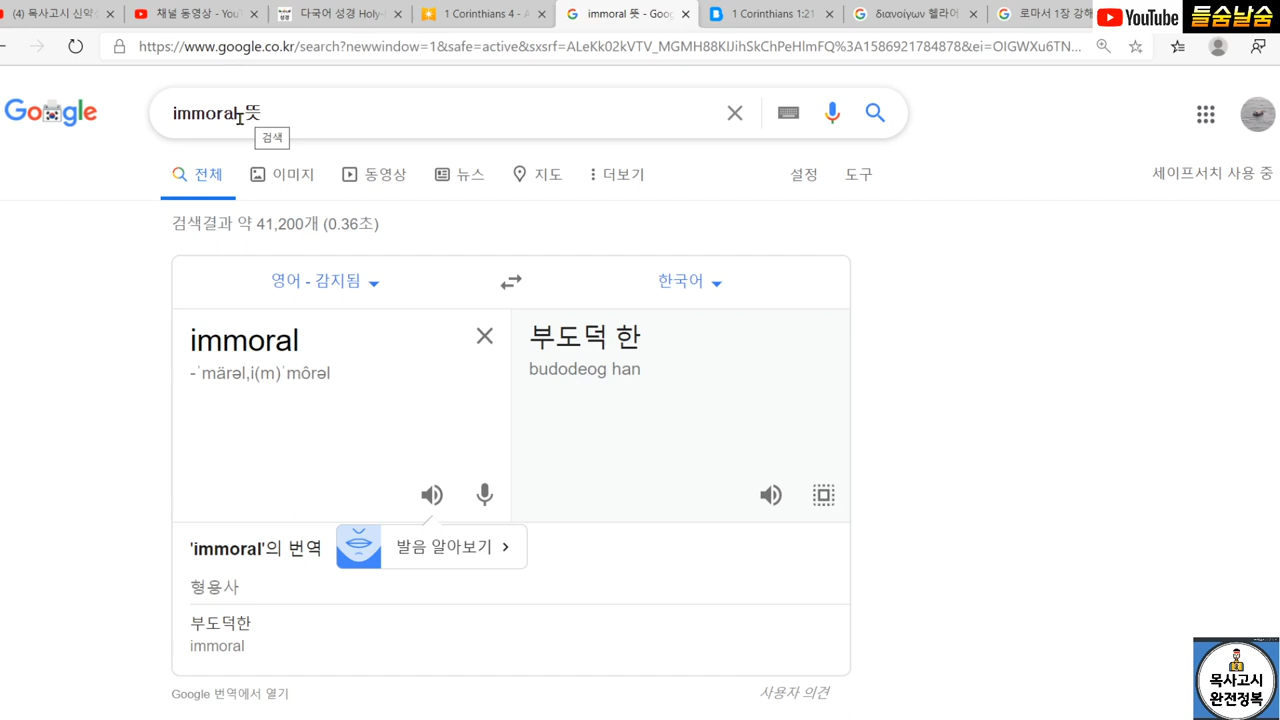 (4) 목사고시 신약
채널 동영상 - You
다국어 성경 Holy-
1 Corinthians
immoral 뜻 - Goog
1 Corinthians 1
διανοίγων 헬라어
로마서 1장 강해
YouTube
들숨날숨
https://www.google.co.kr/search?newwindow=1&safe=active&sxsrf=ALeKk02kVTV_MGMH88KIJihSkChPeHImFQ%3A1586921784878&ei=OIGWXu6TN...
Google
immoral 뜻
검색
전체
이미지
동영상
뉴스
지도
더보기
설정
도구
세이프서치 사용 중
검색결과 약 41,200개 (0.36초)
영어 - 감지됨
한국어
immoral
부도덕 한
-ˈmärəl,i(m)ˈmôrəl
budodeog han
'immoral'의 번역
발음 알아보기
형용사
부도덕한
immoral
Google 번역에서 열기
사용자 의견
목사고시
완전정복